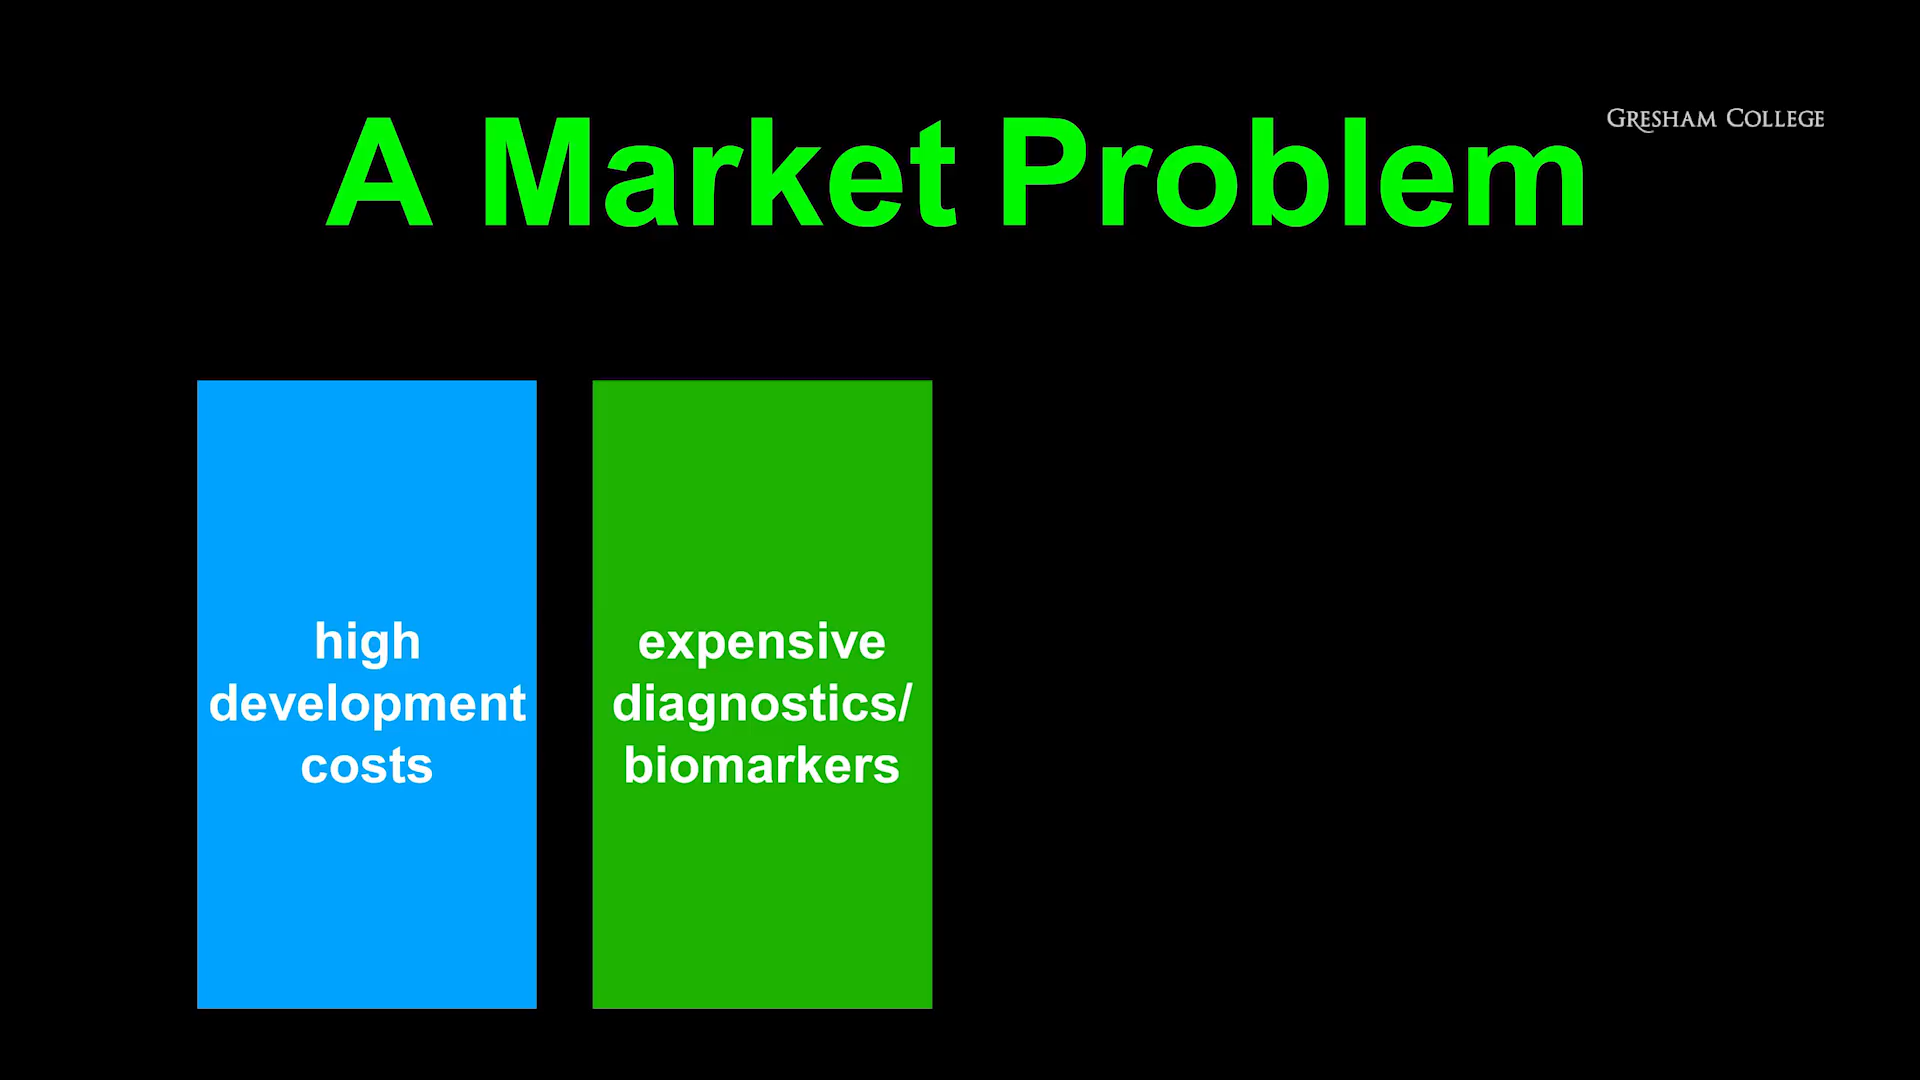 GRESHAM COLLEGE
A Market Problem
high
development
costs
expensive
diagnostics/
biomarkers